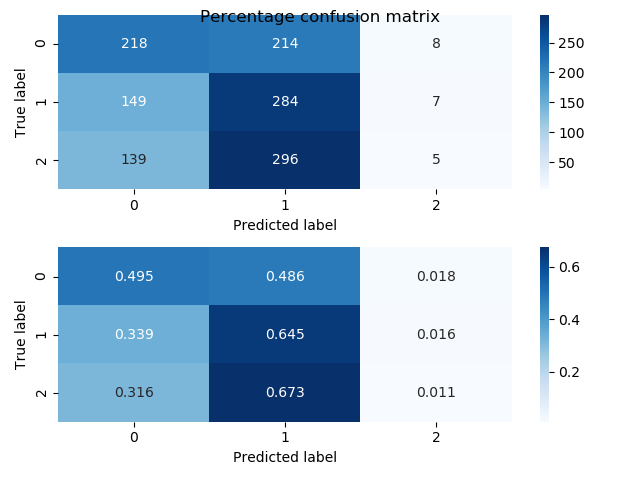 Percentage confusion matrix
True label
0 218 214 8
1 149 284 7
2 139 296 5
0 1 2
Predicted label
250
200
150
100
50
True label
0 0.495 0.486 0.018
1 0.339 0.645 0.016
2 0.316 0.673 0.011
0 1 2
Predicted label
0.6
0.4
0.2